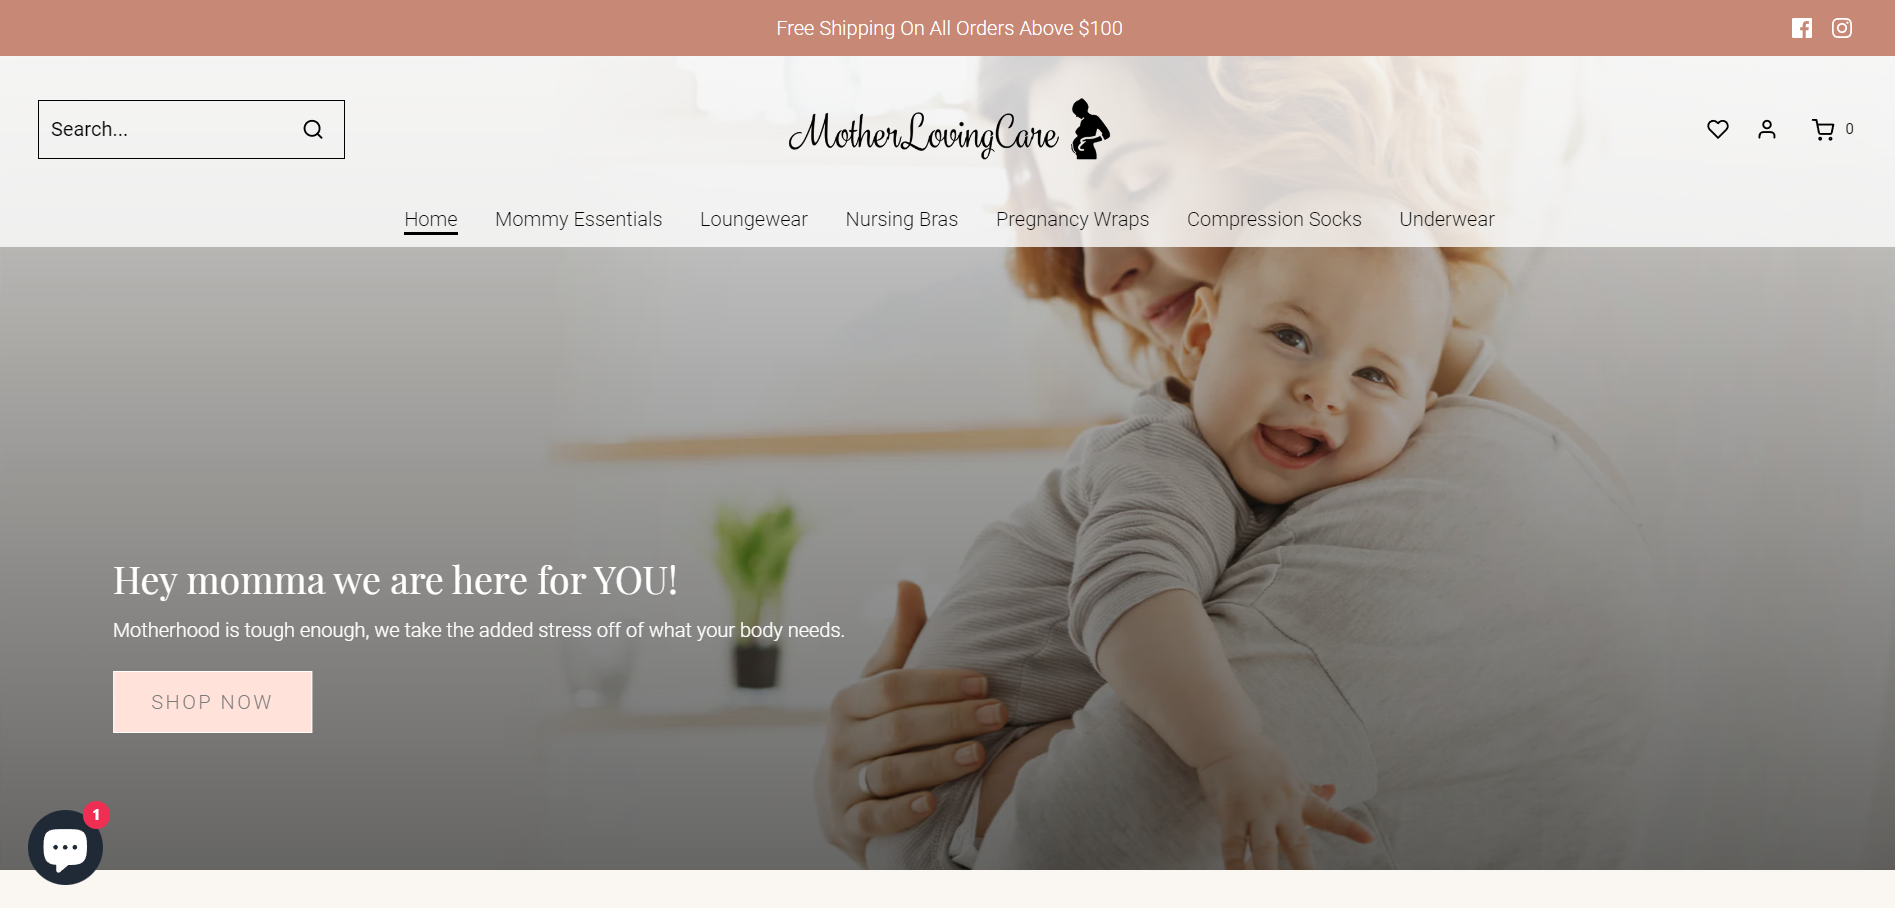 Free Shipping On All Orders Above $100
Search...
MotherLovingCare
0
Home Mommy Essentials Loungewear Nursing Bras Pregnancy Wraps Compression Socks Underwear
Hey momma we are here for YOU!
Motherhood is tough enough, we take the added stress off of what your body needs.
SHOP NOW
1